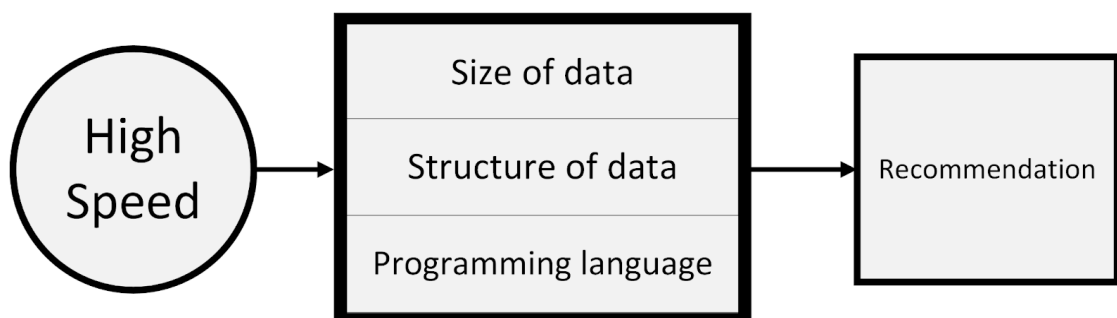 High
Speed
Size of data
Structure of data
Programming language
Recommendation